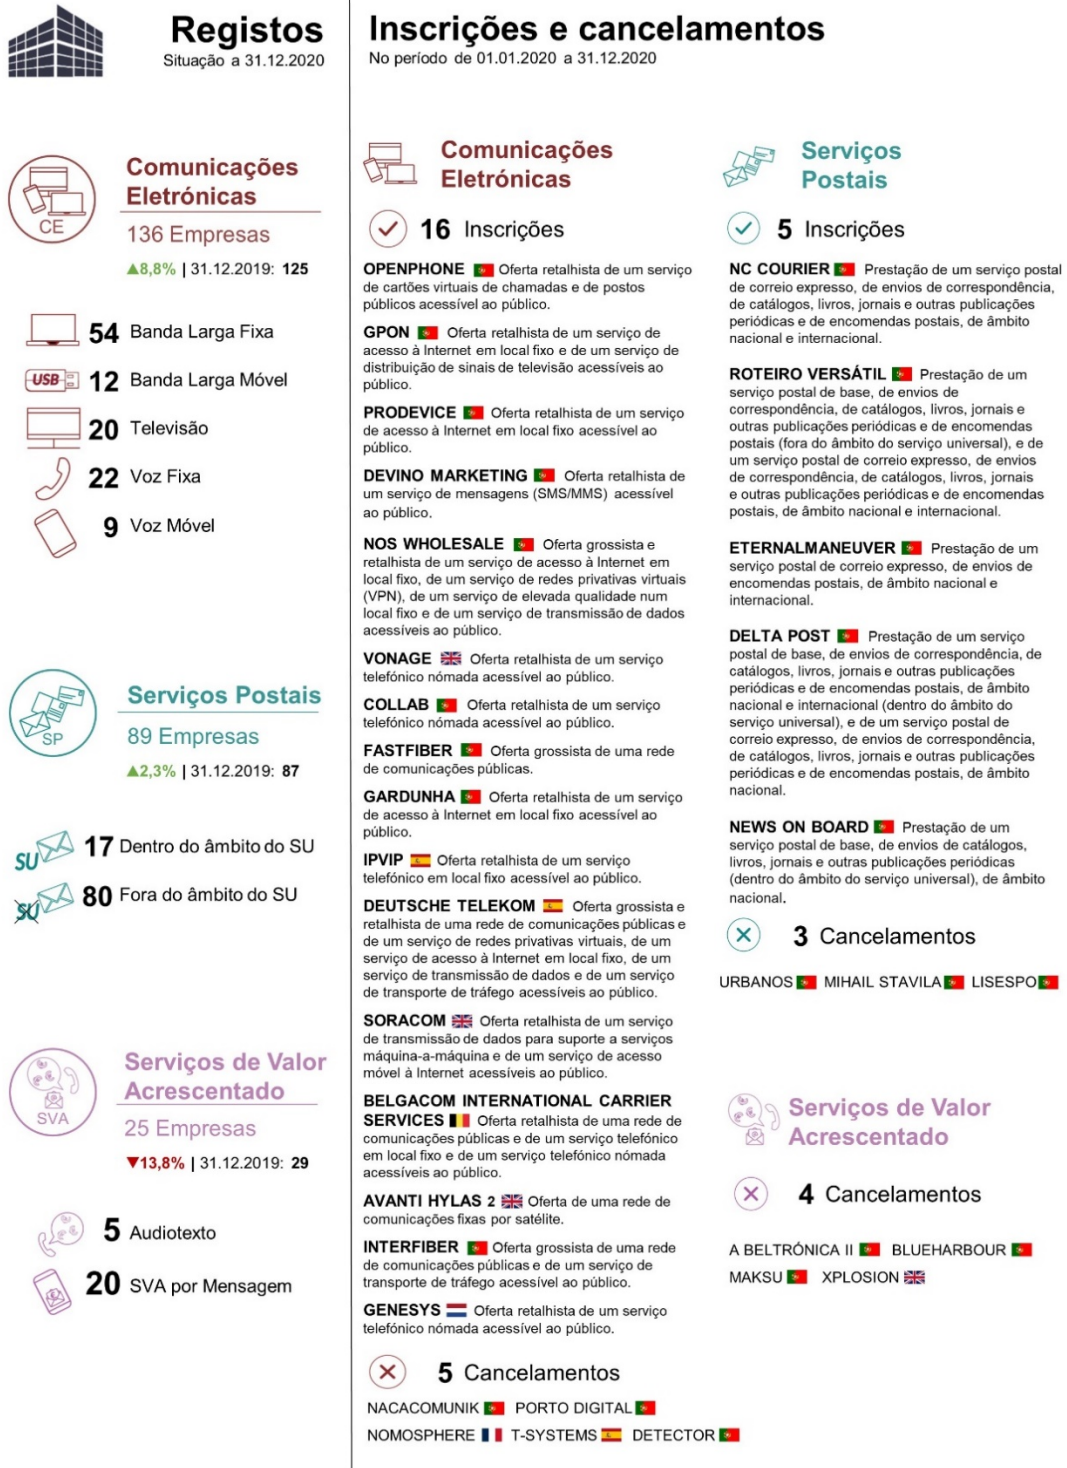 Registos
Situação a 31.12.2020
Comunicações
Eletrónicas
CE
136 Empresas
▲8,8% | 31.12.2019: 125
54 Banda Larga Fixa
USB
12 Banda Larga Móvel
20 Televisão
22 Voz Fixa
9 Voz Móvel
Serviços Postais
SP
89 Empresas
▲2,3% | 31.12.2019: 87
SU
17 Dentro do âmbito do SU
SU
80 Fora do âmbito do SU
Serviços de Valor
Acrescentado
SVA
25 Empresas
▼13,8% | 31.12.2019: 29
5 Audiotexto
20 SVA por Mensagem
Inscrições e cancelamentos
No período de 01.01.2020 a 31.12.2020
Comunicações
Eletrónicas
16 Inscrições
OPENPHONE Oferta retalhista de um serviço
de cartões virtuais de chamadas e de postos
públicos acessível ao público.
GPON Oferta retalhista de um serviço de
acesso à Internet em local fixo e de um serviço de
distribuição de sinais de televisão acessíveis ao
público.
PRODEVICE Oferta retalhista de um serviço
de acesso à Internet em local fixo acessível ao
público.
DEVINO MARKETING Oferta retalhista de
um serviço de mensagens (SMS/MMS) acessível
ao público.
NOS WHOLESALE Oferta grossista e
retalhista de um serviço de acesso à Internet em
local fixo, de um serviço de redes privativas virtuais
(VPN), de um serviço de elevada qualidade num
local fixo e de um serviço de transmissão de dados
acessíveis ao público.
VONAGE Oferta retalhista de um serviço
telefónico nómada acessível ao público.
COLLAB Oferta retalhista de um serviço
telefónico nómada acessível ao público.
FASTFIBER Oferta grossista de uma rede
de comunicações públicas.
GARDUNHA Oferta retalhista de um serviço
de acesso à Internet em local fixo acessível ao
público.
IPVIP Oferta retalhista de um serviço
telefónico em local fixo acessível ao público.
DEUTSCHE TELEKOM Oferta grossista e
retalhista de uma rede de comunicações públicas e
de um serviço de redes privativas virtuais, de um
serviço de acesso à Internet em local fixo, de um
serviço de transmissão de dados e de um serviço
de transporte de tráfego acessíveis ao público.
SORACOM Oferta retalhista de um serviço
de transmissão de dados para suporte a serviços
máquina-a-máquina e de um serviço de acesso
móvel à Internet acessíveis ao público.
BELGACOM INTERNATIONAL CARRIER
SERVICES Oferta retalhista de uma rede de
comunicações públicas e de um serviço telefónico
em local fixo e de um serviço telefónico nómada
acessíveis ao público.
AVANTI HYLAS 2 Oferta de uma rede de
comunicações fixas por satélite.
INTERFIBER Oferta grossista de uma rede
de comunicações públicas e de um serviço de
transporte de tráfego acessível ao público.
GENESYS Oferta retalhista de um serviço
telefónico nómada acessível ao público.
5 Cancelamentos
NACACOMUNIK PORTO DIGITAL
NOMOSPHERE T-SYSTEMS DETECTOR
Serviços
Postais
5 Inscrições
NC COURIER Prestação de um serviço postal
de correio expresso, de envios de correspondência,
de catálogos, livros, jornais e outras publicações
periódicas e de encomendas postais, de âmbito
nacional e internacional.
ROTEIRO VERSÁTIL Prestação de um
serviço postal de base, de envios de
correspondência, de catálogos, livros, jornais e
outras publicações periódicas e de encomendas
postais (fora do âmbito do serviço universal), e de
um serviço postal de correio expresso, de envios
de correspondência, de catálogos, livros, jornais
e outras publicações periódicas e de encomendas
postais, de âmbito nacional e internacional.
ETERNALMANEUVER Prestação de um
serviço postal de correio expresso, de envios de
encomendas postais, de âmbito nacional e
internacional.
DELTA POST Prestação de um serviço
postal de base, de envios de correspondência, de
catálogos, livros, jornais e outras publicações
periódicas e de encomendas postais, de âmbito
nacional e internacional (dentro do âmbito do
serviço universal), e de um serviço postal de
correio expresso, de envios de correspondência,
de catálogos, livros, jornais e outras publicações
periódicas e de encomendas postais, de âmbito
nacional.
NEWS ON BOARD Prestação de um
serviço postal de base, de envios de catálogos,
livros, jornais e outras publicações periódicas
(dentro do âmbito do serviço universal), de âmbito
nacional.
3 Cancelamentos
URBANOS MIHAIL STAVILA LISESPO
Serviços de Valor
Acrescentado
4 Cancelamentos
A BELTRÓNICA II BLUEHARBOUR
MAKSU XPLOSION